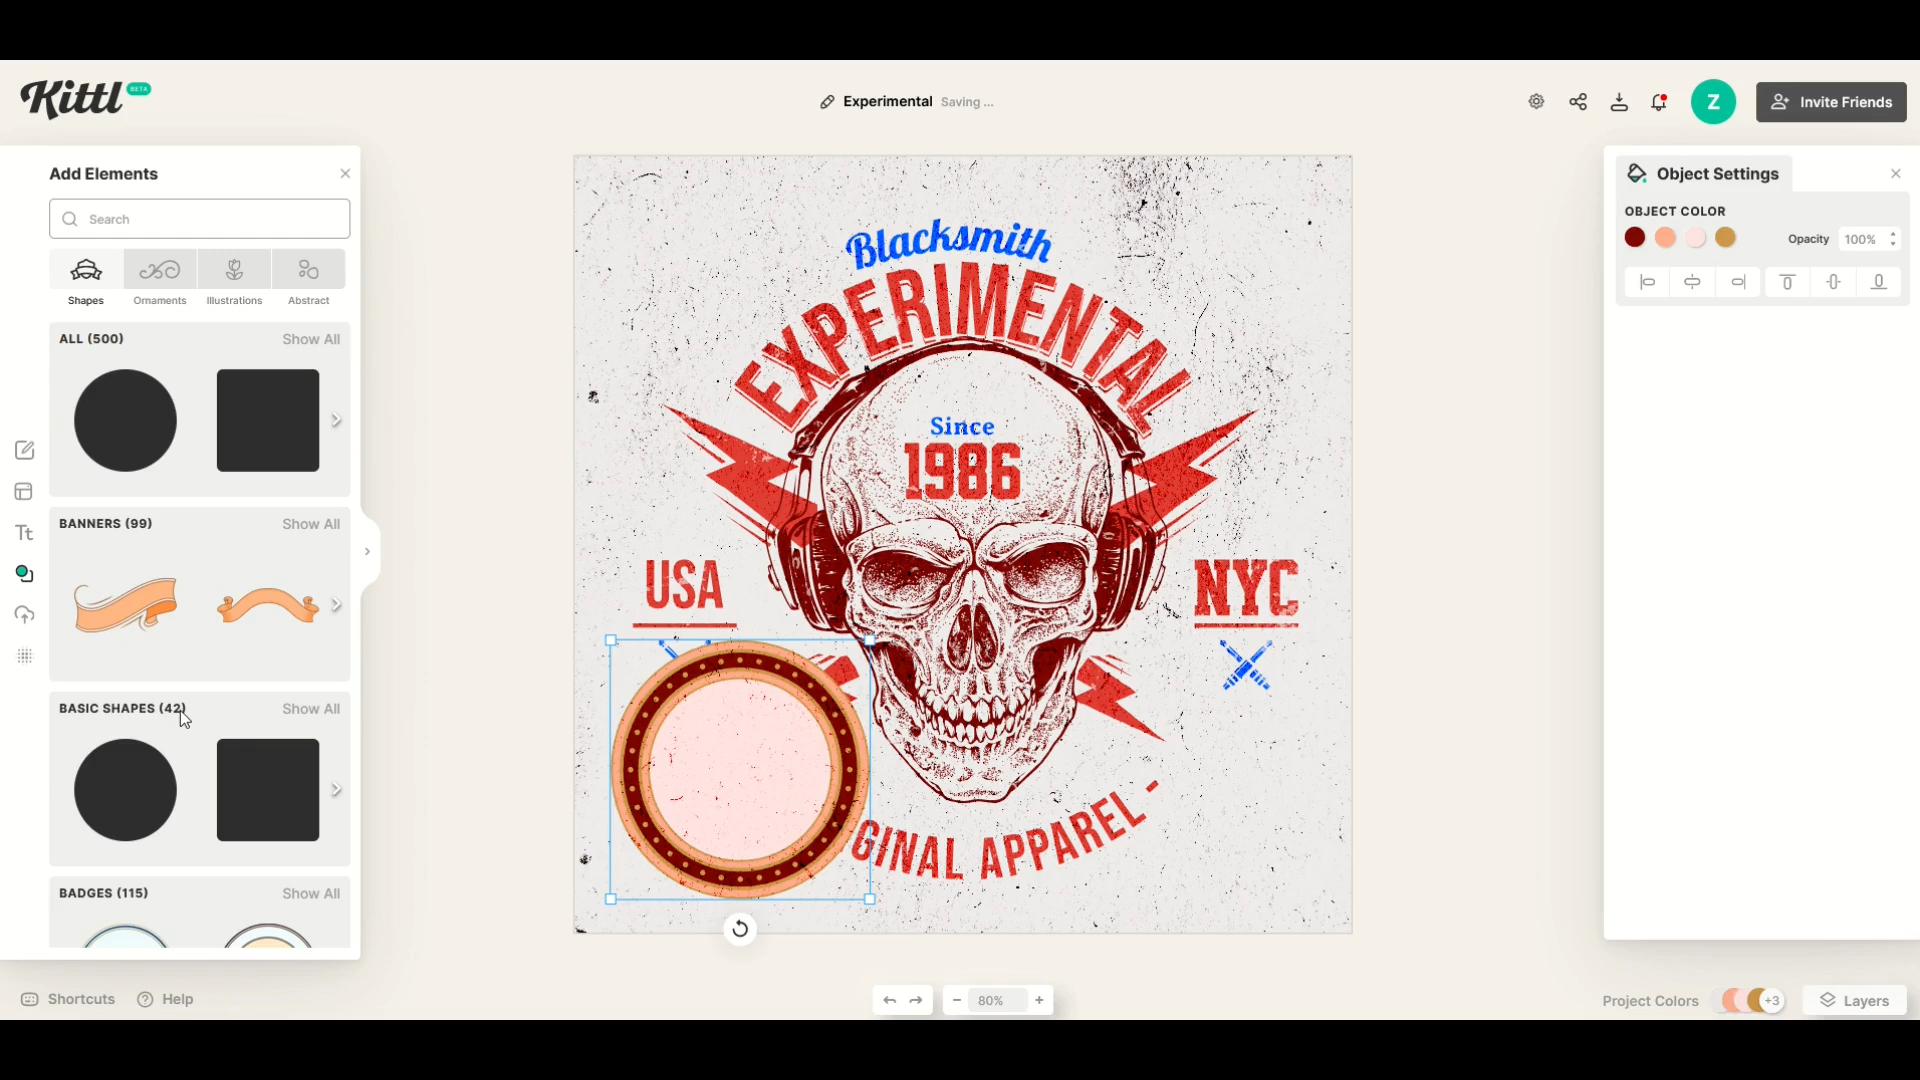 Kittl BETA
Experimental Saving ...
Z
Invite Friends
Add Elements
Search
Shapes
Ornaments
Illustrations
Abstract
ALL (500)
Show All
BANNERS (99)
Show All
BASIC SHAPES (42)
Show All
BADGES (115)
Show All
Tt
Blacksmith
EXPERIMENTAL
Since
1986
USA
NYC
GINAL APPAREL -
Object Settings
OBJECT COLOR
Opacity 100%
Shortcuts
Help
80%
Project Colors
+3
Layers